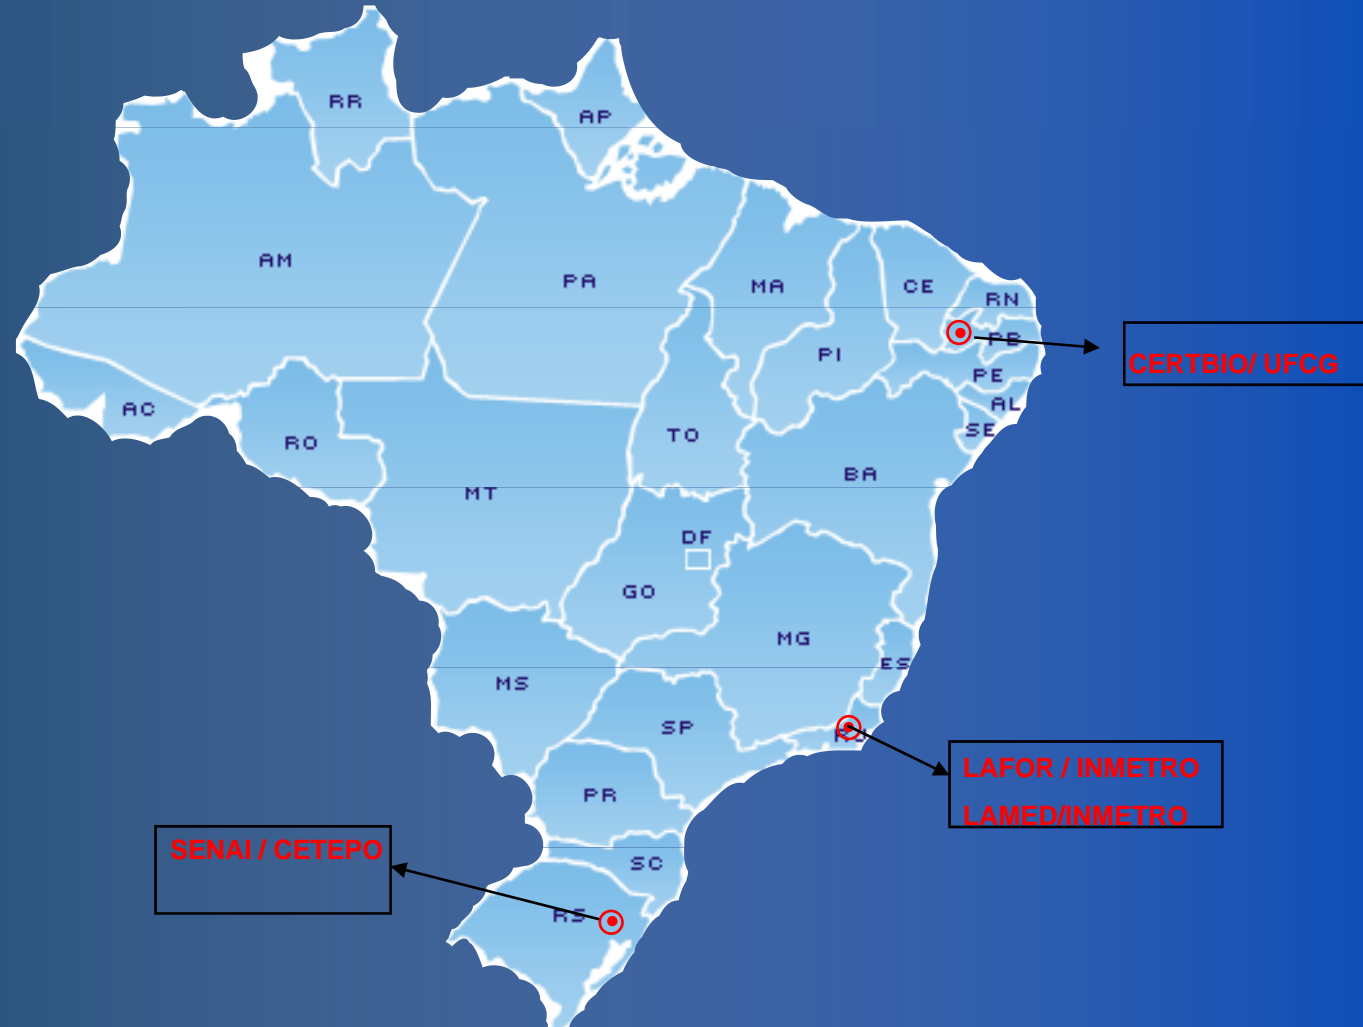 RR
AP
AM
PA
MA
CE
RN
PB
PI
PE
CERTBIO/ UFCG
AC
AL
RO
TO
SE
BA
MT
DF
GO
MG
ES
MS
SP
RJ
LAFOR / INMETRO
LAMED/INMETRO
PR
SENAI / CETEPO
SC
RS